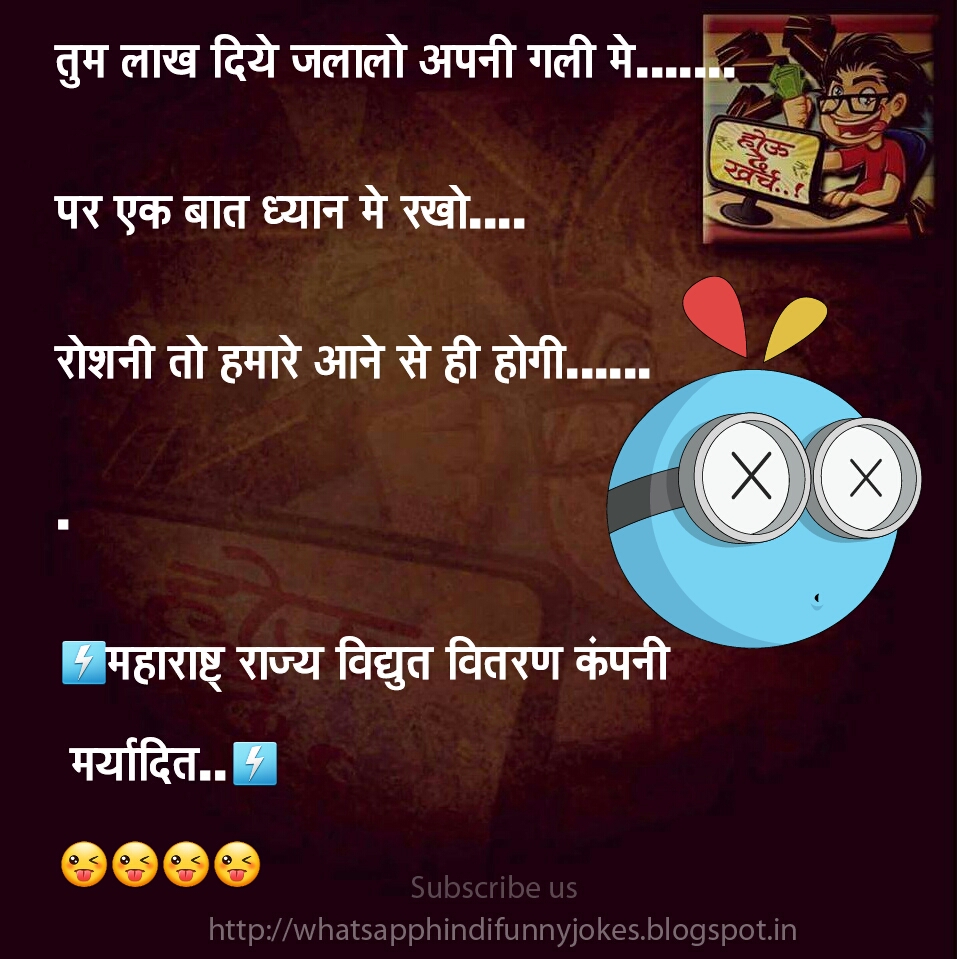 तुम लाख दिये जलालो अपनी गली मे.......
होऊ
दे
खर्च..!
पर एक बात ध्यान मे रखो....
रोशनी तो हमारे आने से ही होगी......
.
⚡महाराष्ट् राज्य विद्युत वितरण कंपनी
मर्यादित..⚡
😜😜😜😜
Subscribe us
http://whatsapphindifunnyjokes.blogspot.in